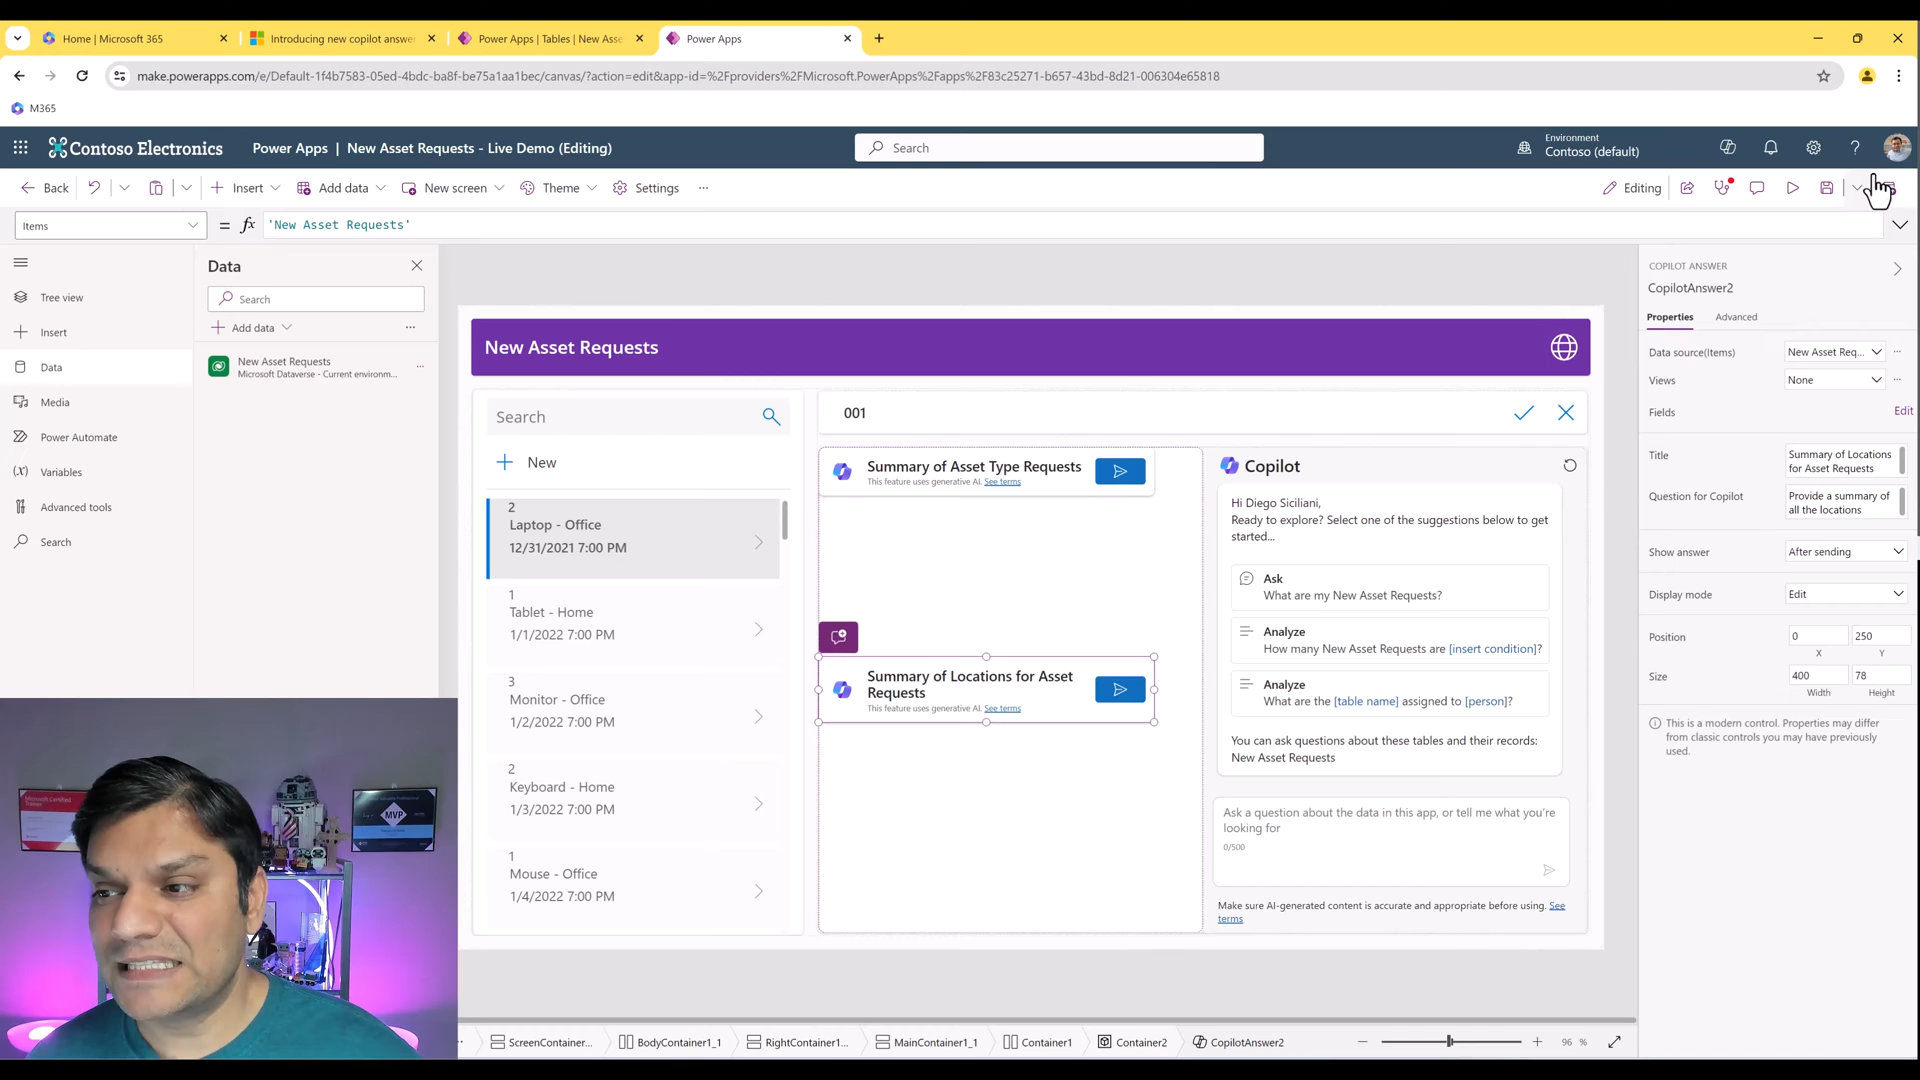 Home | Microsoft 365
Introducing new copilot answe
Power Apps | Tables | New Asse
Power Apps
make.powerapps.com/e/Default-1f4b7583-05ed-4bdc-ba8f-be75a1aa1bec/canvas/?action=edit&app-id=%2Fproviders%2FMicrosoft.PowerApps%2Fapps%2F83c25271-b657-43bd-8d21-006304e65818
M365
Contoso Electronics
Power Apps | New Asset Requests - Live Demo (Editing)
Search
Environment
Contoso (default)
Back
Insert
Add data
New screen
Theme
Settings
Editing
Items
= fx 'New Asset Requests'
Tree view
Insert
Data
Media
Power Automate
Variables
Advanced tools
Search
Data
Search
Add data
New Asset Requests
Microsoft Dataverse - Current environm...
New Asset Requests
Search
New
2
Laptop - Office
12/31/2021 7:00 PM
1
Tablet - Home
1/1/2022 7:00 PM
3
Monitor - Office
1/2/2022 7:00 PM
2
Keyboard - Home
1/3/2022 7:00 PM
1
Mouse - Office
1/4/2022 7:00 PM
001
Summary of Asset Type Requests
This feature uses generative AI. See terms
Summary of Locations for Asset
Requests
This feature uses generative AI. See terms
Copilot
Hi Diego Siciliani,
Ready to explore? Select one of the suggestions below to get
started...
Ask
What are my New Asset Requests?
Analyze
How many New Asset Requests are [insert condition]?
Analyze
What are the [table name] assigned to [person]?
You can ask questions about these tables and their records:
New Asset Requests
Ask a question about the data in this app, or tell me what you're
looking for
0/500
Make sure AI-generated content is accurate and appropriate before using. See
terms
COPILOT ANSWER
CopilotAnswer2
Properties
Advanced
Data source(Items)
New Asset Req...
Views
None
Fields
Edit
Title
Summary of Locations
for Asset Requests
Question for Copilot
Provide a summary of
all the locations
Show answer
After sending
Display mode
Edit
Position
0
250
X
Y
Size
400
78
Width
Height
This is a modern control. Properties may differ
from classic controls you may have previously
used.
MVP
ScreenContainer...
BodyContainer1_1
RightContainer1...
MainContainer1_1
Container1
Container2
CopilotAnswer2
96 %